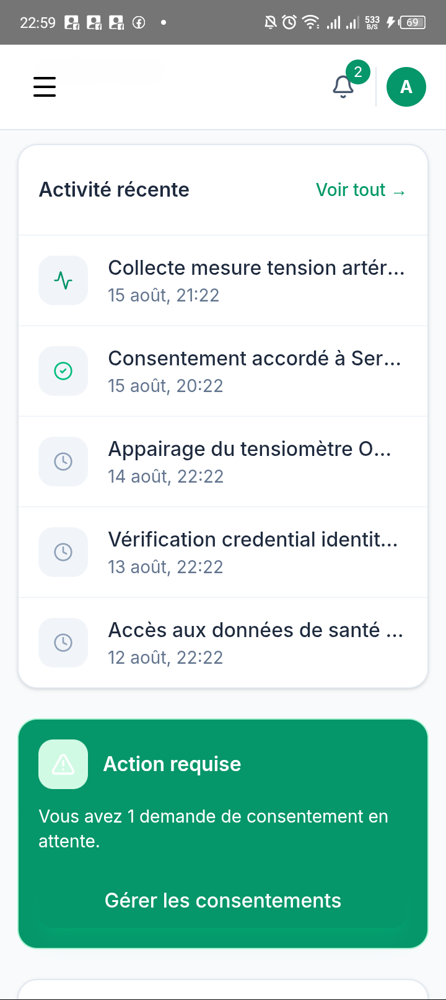 22:59
533
B/S
69
2
A
Activité récente
Voir tout →
Collecte mesure tension artér...
15 août, 21:22
Consentement accordé à Ser...
15 août, 20:22
Appairage du tensiomètre O...
14 août, 22:22
Vérification credential identit...
13 août, 22:22
Accès aux données de santé ...
12 août, 22:22
Action requise
Vous avez 1 demande de consentement en
attente.
Gérer les consentements